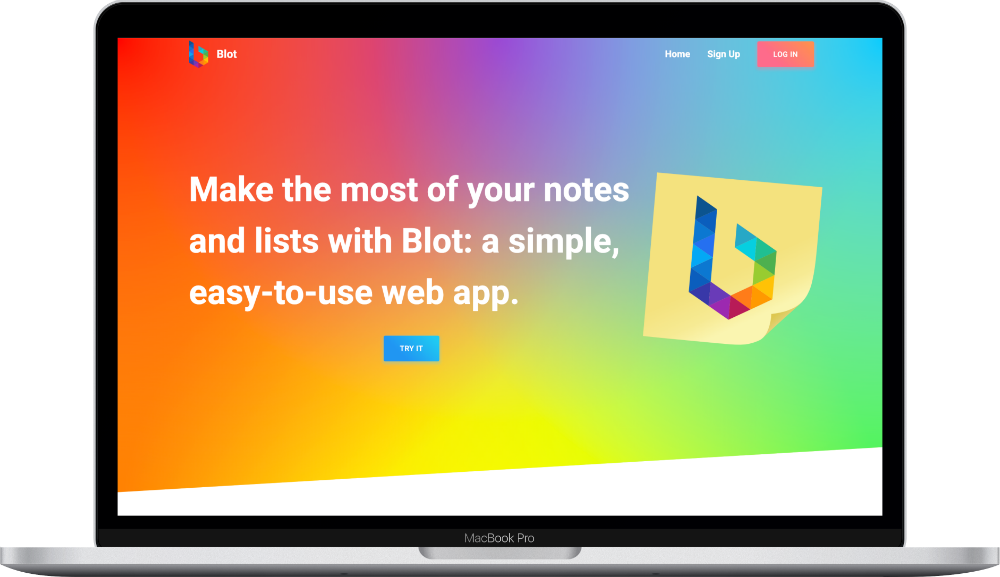 Blot
Home
Sign Up
LOG IN
Make the most of your notes
and lists with Blot: a simple,
easy-to-use web app.
TRY IT
MacBook Pro